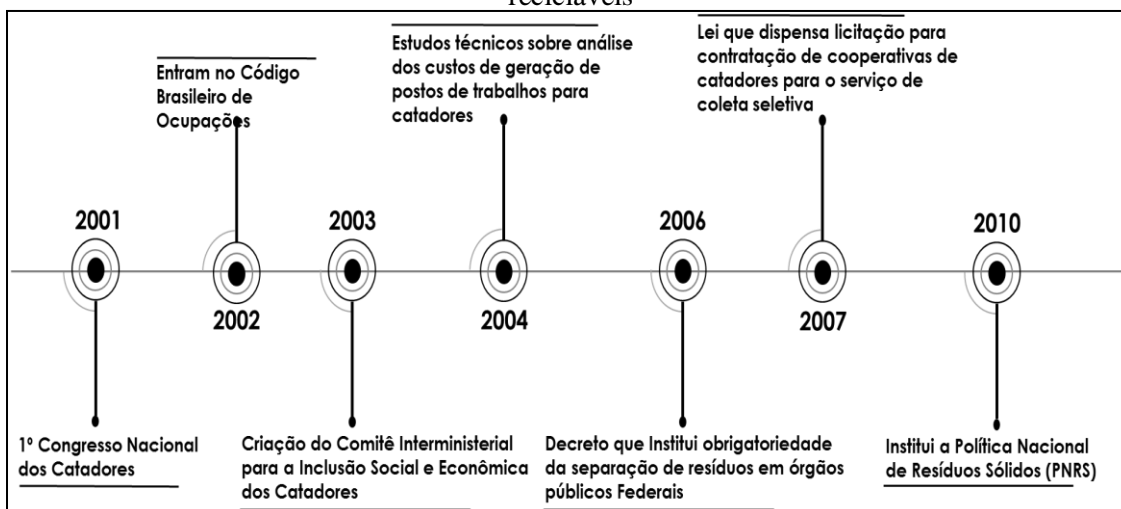 recicláveis
Entram no Código
Brasileiro de
Ocupações
Estudos técnicos sobre análise
dos custos de geração de
postos de trabalhos para
catadores
Lei que dispensa licitação para
contratação de cooperativas de
catadores para o serviço de
coleta seletiva
2001
2002
2003
2004
2006
2007
2010
1º Congresso Nacional
dos Catadores
Criação do Comitê Interministerial
para a Inclusão Social e Econômica
dos Catadores
Decreto que Institui obrigatoriedade
da separação de resíduos em órgãos
públicos Federais
Institui a Política Nacional
de Resíduos Sólidos (PNRS)